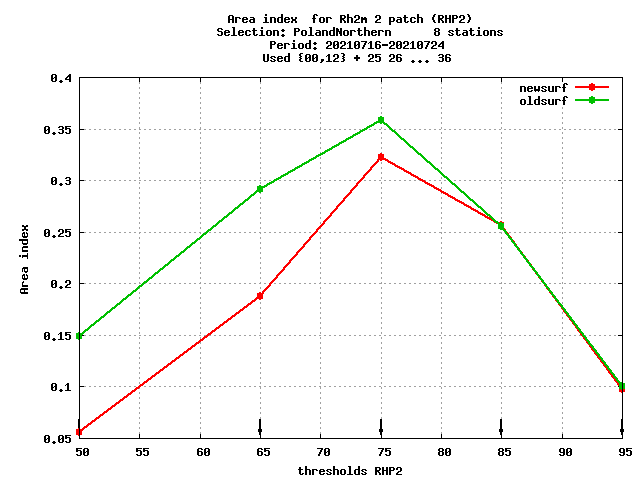 Area index  for Rh2m 2 patch (RHP2)
Selection: PolandNorthern      8 stations
Period: 20210716-20210724
Used {00,12} + 25 26 ... 36
newsurf
oldsurf
0.4
0.35
0.3
0.25
0.2
0.15
0.1
0.05
Area index
50 55 60 65 70 75 80 85 90 95
thresholds RHP2